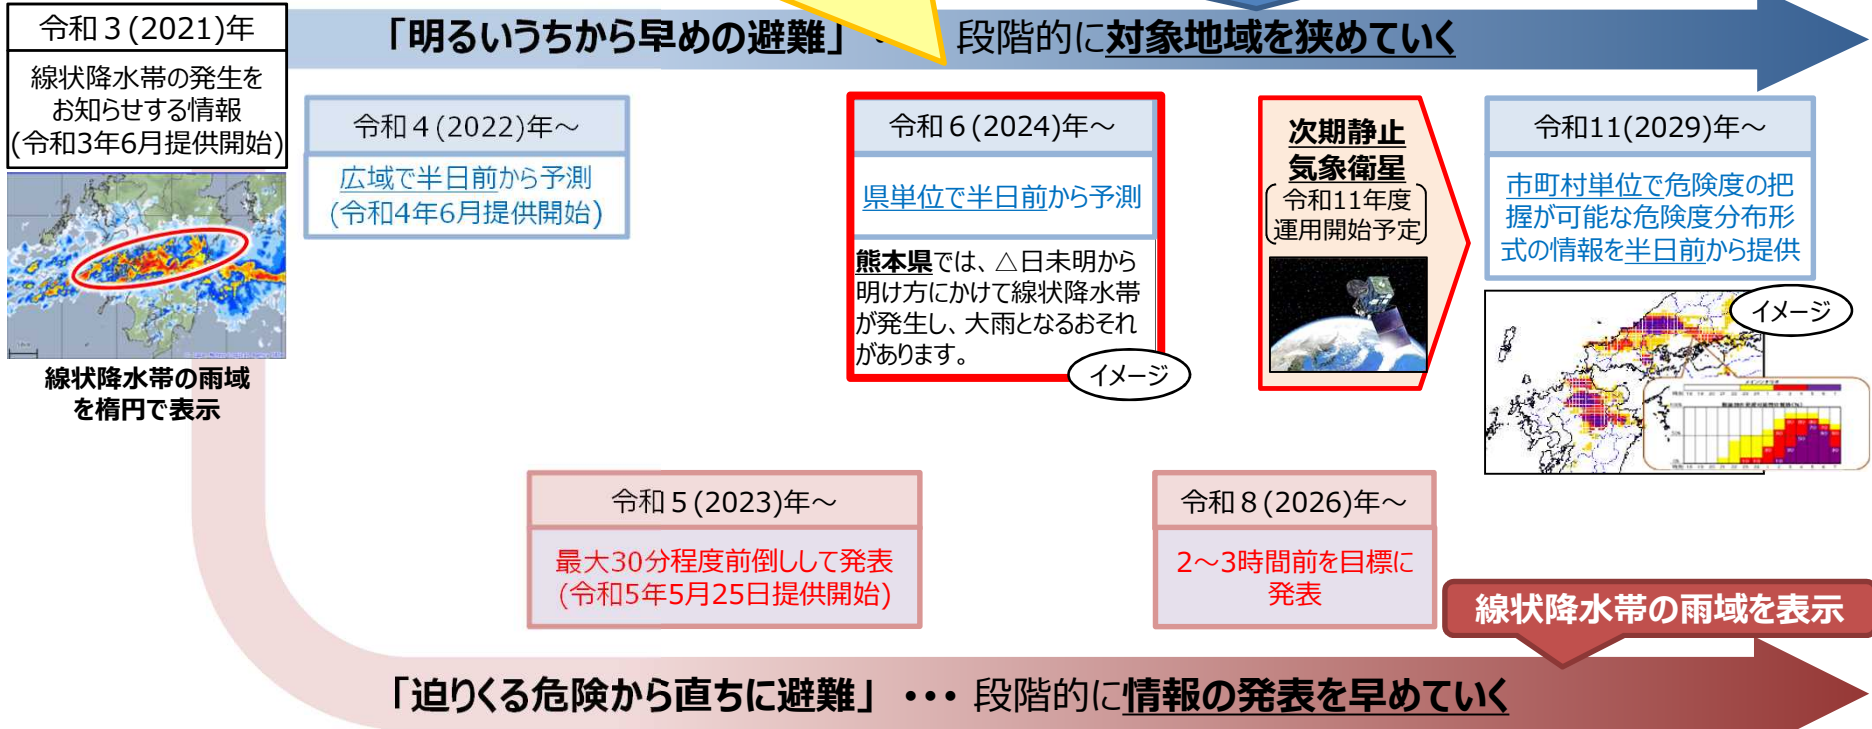 令和３(2021)年
線状降水帯の発生を
お知らせする情報
(令和3年6月提供開始)
線状降水帯の雨域
を楕円で表示
「明るいうちから早めの避難」・ 段階的に対象地域を狭めていく
令和４(2022)年～
広域で半日前から予測
(令和4年6月提供開始)
令和６(2024)年～
県単位で半日前から予測
熊本県では、△日未明から
明け方にかけて線状降水帯
が発生し、大雨となるおそれ
があります。
イメージ
次期静止
気象衛星
令和11年度
運用開始予定
令和11(2029)年～
市町村単位で危険度の把
握が可能な危険度分布形
式の情報を半日前から提供
イメージ
令和５(2023)年～
最大30分程度前倒しして発表
(令和5年5月25日提供開始)
令和８(2026)年～
2～3時間前を目標に
発表
線状降水帯の雨域を表示
「迫りくる危険から直ちに避難」 ・・・ 段階的に情報の発表を早めていく